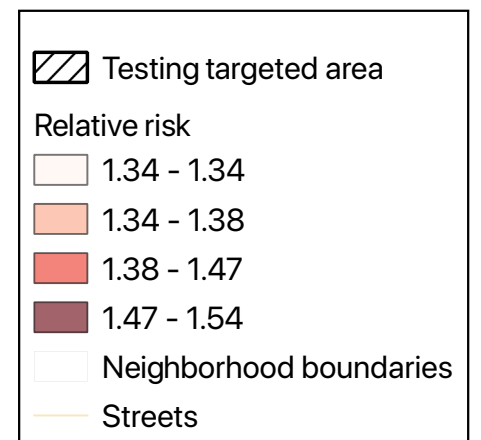 Testing targeted area
Relative risk
1.34 - 1.34
1.34 - 1.38
1.38 - 1.47
1.47 - 1.54
Neighborhood boundaries
Streets